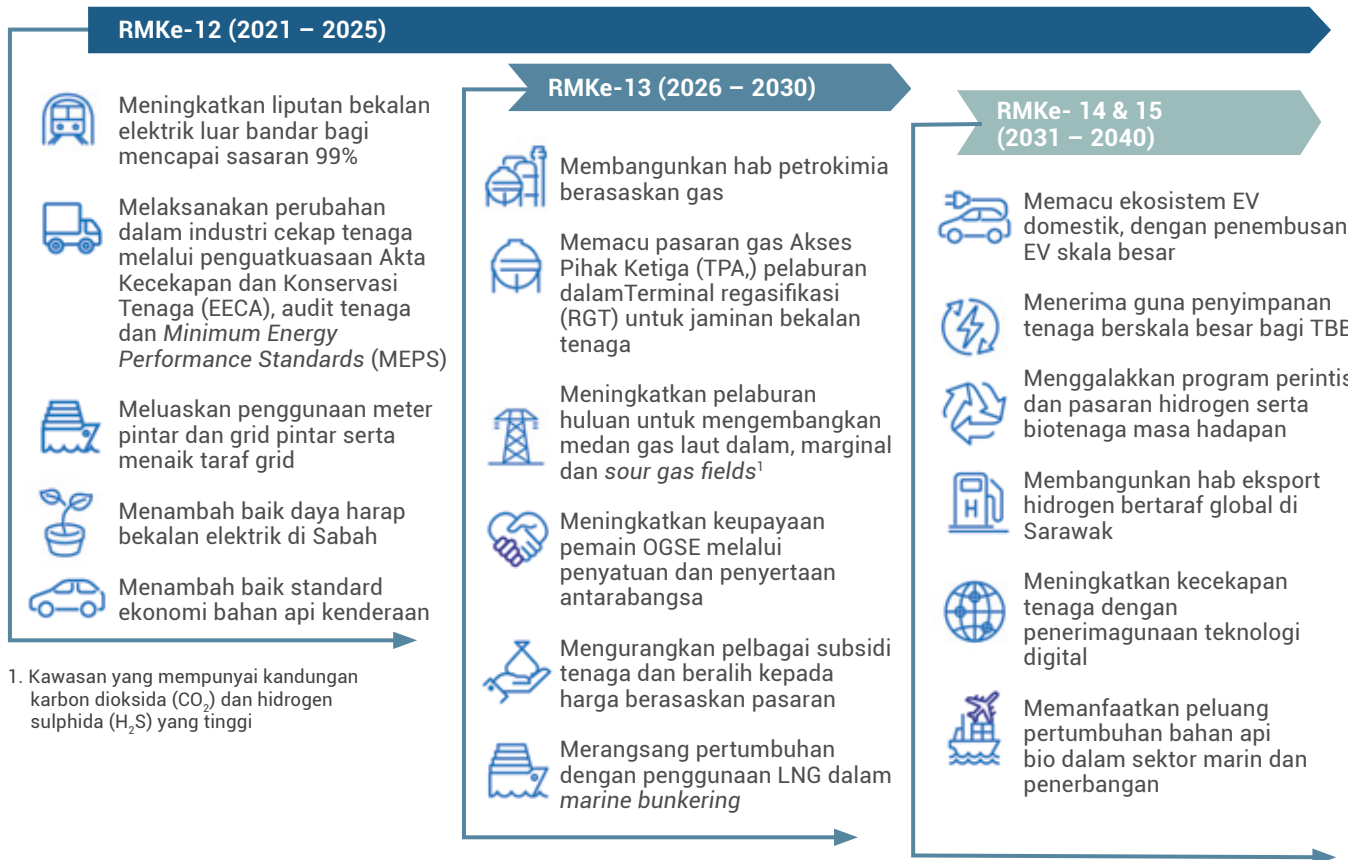 RMKe-12 (2021 – 2025)
Meningkatkan liputan bekalan
elektrik luar bandar bagi
mencapai sasaran 99%
Melaksanakan perubahan
dalam industri cekap tenaga
melalui penguatkuasaan Akta
Kecekapan dan Konservasi
Tenaga (EECA), audit tenaga
dan Minimum Energy
Performance Standards (MEPS)
Meluaskan penggunaan meter
pintar dan grid pintar serta
menaik taraf grid
Menambah baik daya harap
bekalan elektrik di Sabah
Menambah baik standard
ekonomi bahan api kenderaan
1. Kawasan yang mempunyai kandungan
karbon dioksida (CO₂) dan hidrogen
sulphida (H₂S) yang tinggi
RMKe-13 (2026 – 2030)
Membangunkan hab petrokimia
berasaskan gas
Memacu pasaran gas Akses
Pihak Ketiga (TPA,) pelaburan
dalamTerminal regasifikasi
(RGT) untuk jaminan bekalan
tenaga
Meningkatkan pelaburan
huluan untuk mengembangkan
medan gas laut dalam, marginal
dan sour gas fields¹
Meningkatkan keupayaan
pemain OGSE melalui
penyatuan dan penyertaan
antarabangsa
Mengurangkan pelbagai subsidi
tenaga dan beralih kepada
harga berasaskan pasaran
Merangsang pertumbuhan
dengan penggunaan LNG dalam
marine bunkering
RMKe- 14 & 15
(2031 – 2040)
Memacu ekosistem EV
domestik, dengan penembusan
EV skala besar
Menerima guna penyimpanan
tenaga berskala besar bagi TBB
Menggalakkan program perintis
dan pasaran hidrogen serta
biotenaga masa hadapan
H
Membangunkan hab eksport
hidrogen bertaraf global di
Sarawak
Meningkatkan kecekapan
tenaga dengan
penerimagunaan teknologi
digital
Memanfaatkan peluang
pertumbuhan bahan api
bio dalam sektor marin dan
penerbangan